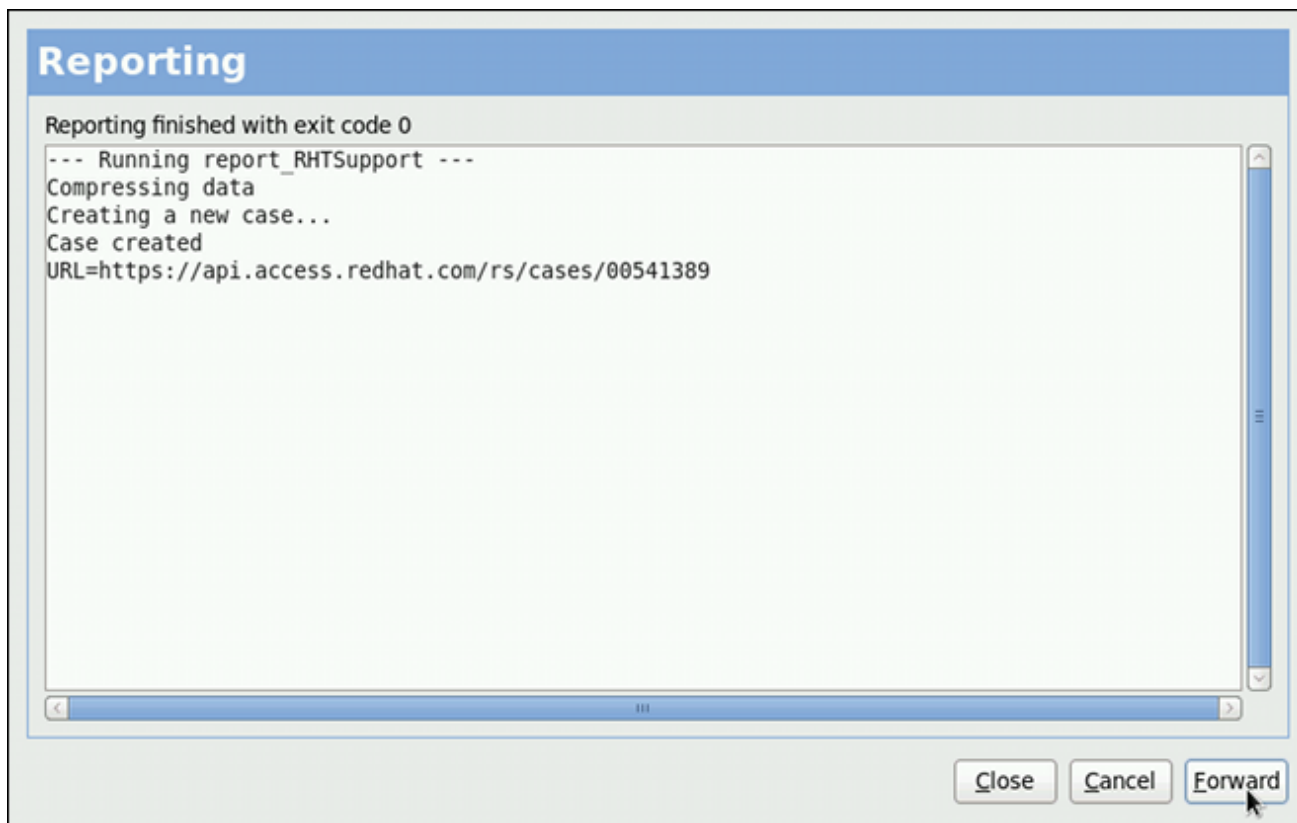 Reporting
Reporting finished with exit code 0
--- Running report_RHTSupport ---
Compressing data
Creating a new case...
Case created
URL=https://api.access.redhat.com/rs/cases/00541389
Close
Cancel
Forward